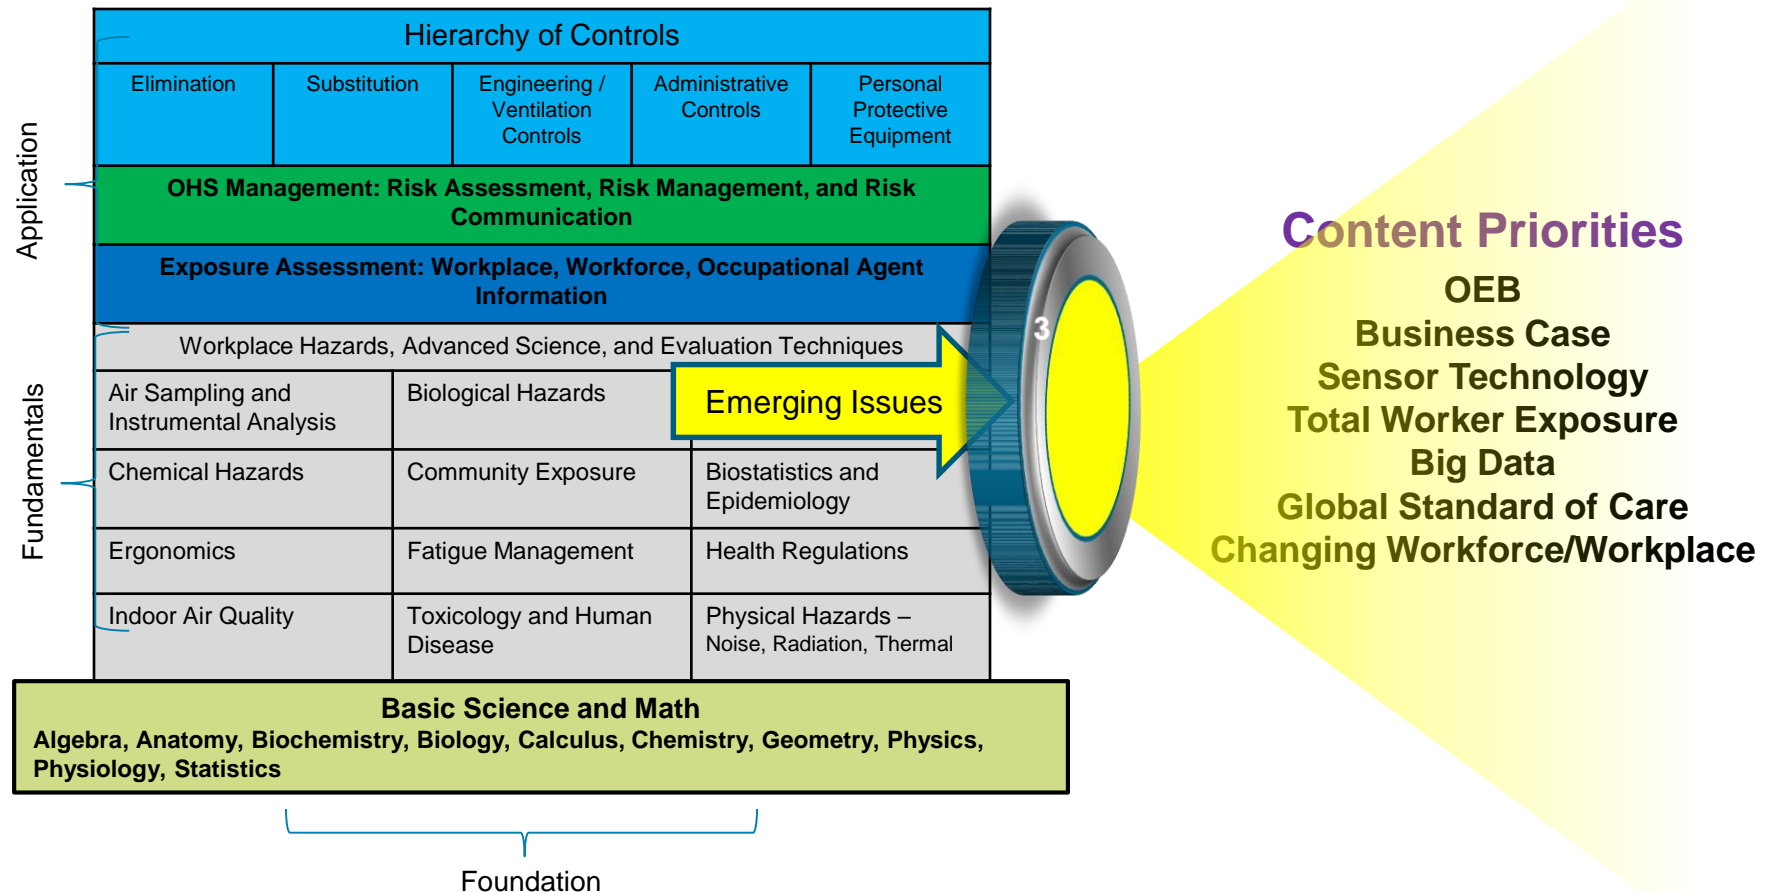 Hierarchy of Controls
Elimination
Substitution
Engineering /
Ventilation
Controls
Administrative
Controls
Personal
Protective
Equipment
Application
OHS Management: Risk Assessment, Risk Management, and Risk
Communication
Exposure Assessment: Workplace, Workforce, Occupational Agent
Information
Fundamentals
Workplace Hazards, Advanced Science, and Evaluation Techniques
Air Sampling and
Instrumental Analysis
Biological Hazards
Emerging Issues
3
Chemical Hazards
Community Exposure
Biostatistics and
Epidemiology
Ergonomics
Fatigue Management
Health Regulations
Indoor Air Quality
Toxicology and Human
Disease
Physical Hazards –
Noise, Radiation, Thermal
Basic Science and Math
Algebra, Anatomy, Biochemistry, Biology, Calculus, Chemistry, Geometry, Physics,
Physiology, Statistics
Foundation
Content Priorities
OEB
Business Case
Sensor Technology
Total Worker Exposure
Big Data
Global Standard of Care
Changing Workforce/Workplace